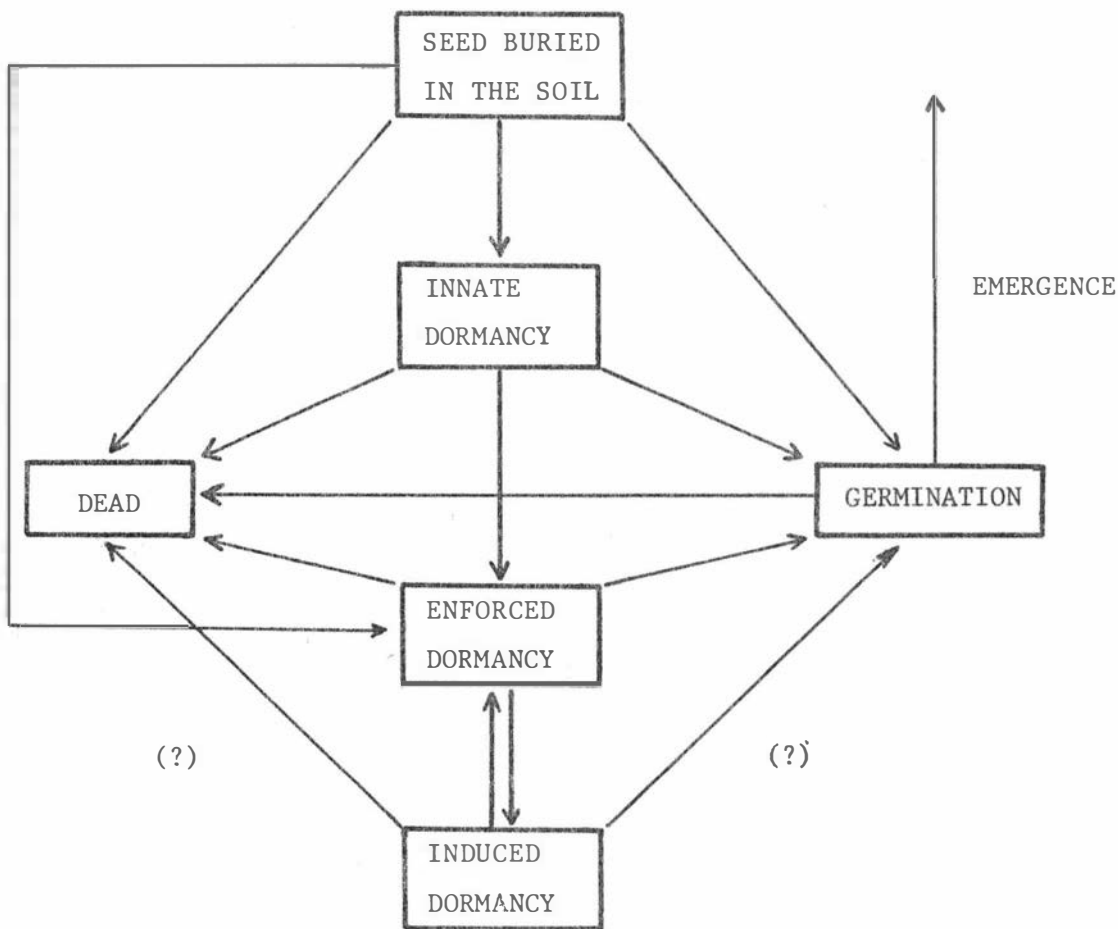 SEED BURIED
IN THE SOIL
INNATE
DORMANCY
EMERGENCE
DEAD
GERMINATION
ENFORCED
DORMANCY
(?)
(?)
INDUCED
DORMANCY